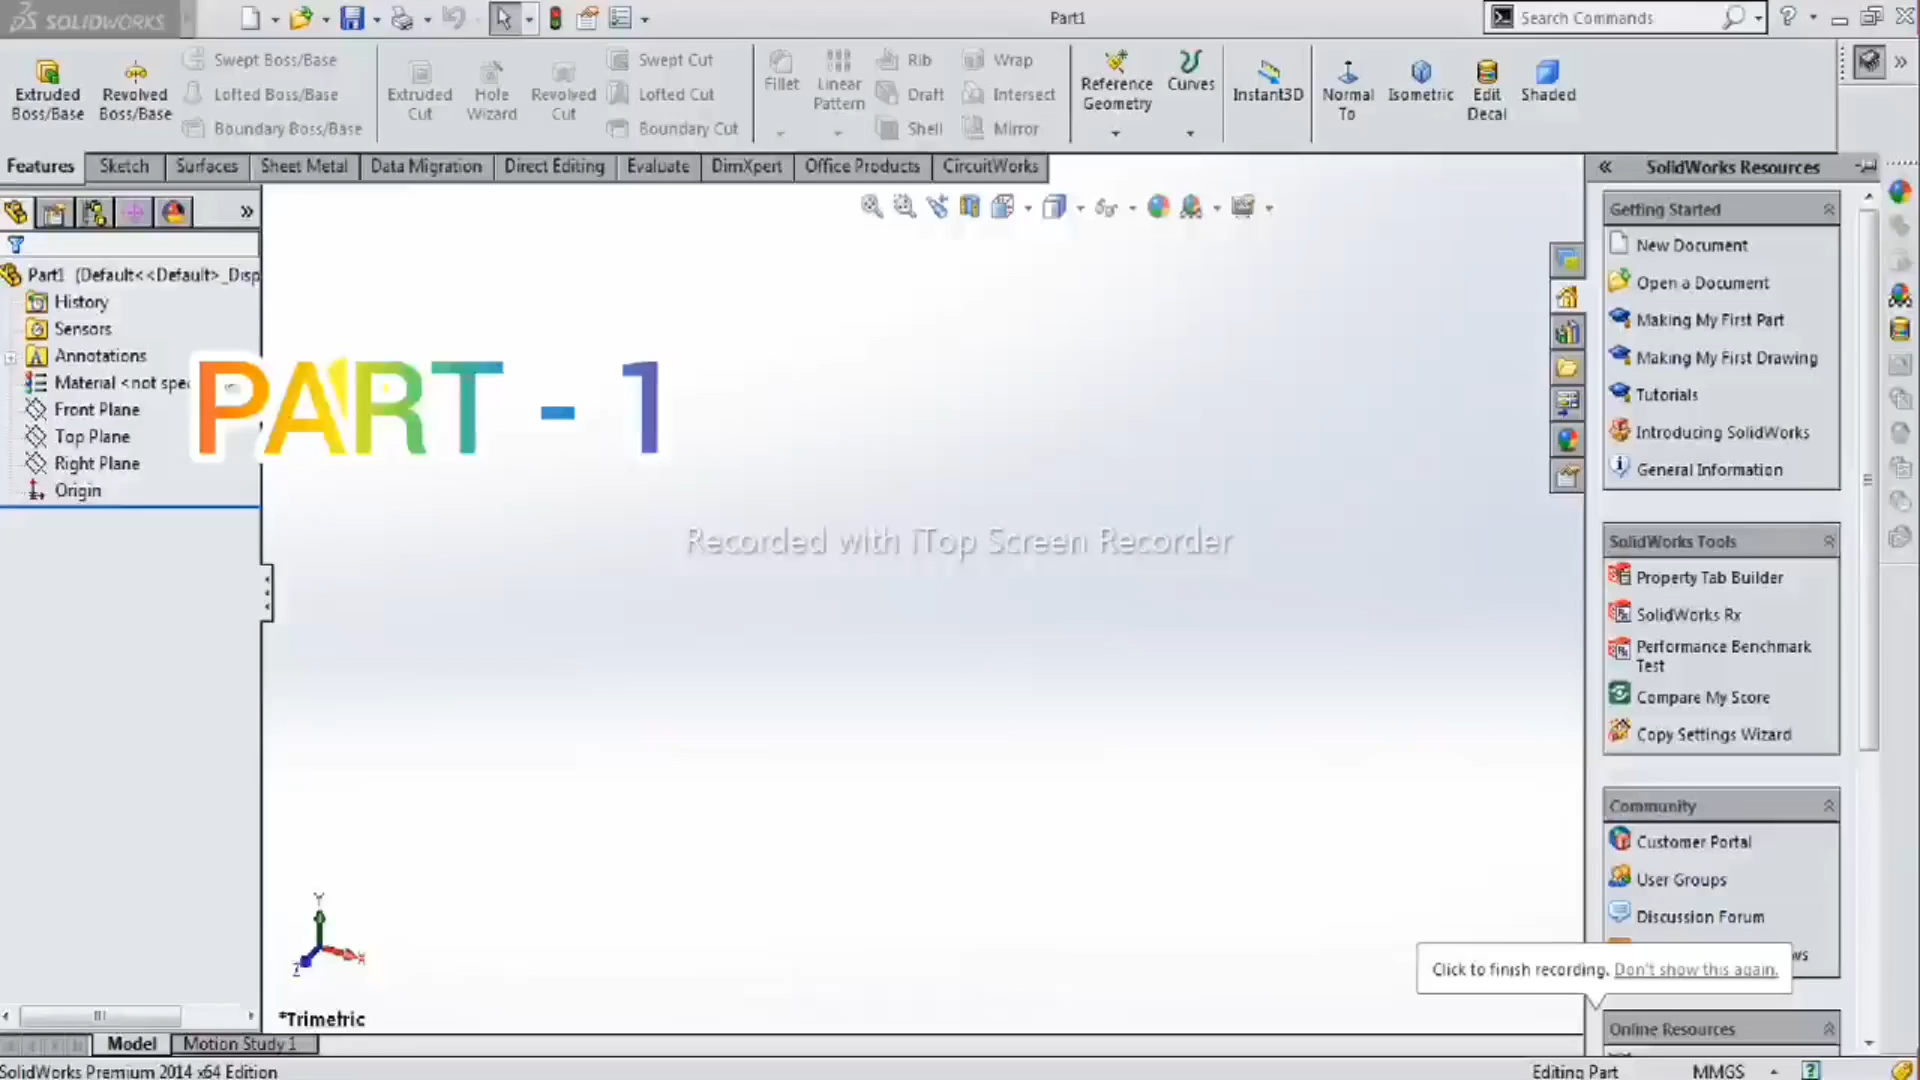 SOLIDWORKS
Part1
Search Commands
Extruded Boss/Base
Revolved Boss/Base
Swept Boss/Base
Lofted Boss/Base
Boundary Boss/Base
Extruded Cut
Hole Wizard
Revolved Cut
Swept Cut
Lofted Cut
Boundary Cut
Fillet
Linear Pattern
Rib
Draft
Shell
Wrap
Intersect
Mirror
Reference Geometry
Curves
Instant3D
Normal To
Isometric
Edit Decal
Shaded
Features
Sketch
Surfaces
Sheet Metal
Data Migration
Direct Editing
Evaluate
DimXpert
Office Products
CircuitWorks
Part1 (Default<<Default>_Disp
History
Sensors
Annotations
Material <not spe
Front Plane
Top Plane
Right Plane
Origin
PART - 1
Recorded with iTop Screen Recorder
Y
X
Z
*Trimetric
SolidWorks Resources
Getting Started
New Document
Open a Document
Making My First Part
Making My First Drawing
Tutorials
Introducing SolidWorks
General Information
SolidWorks Tools
Property Tab Builder
SolidWorks Rx
Performance Benchmark
Test
Compare My Score
Copy Settings Wizard
Community
Customer Portal
User Groups
Discussion Forum
Click to finish recording. Don't show this again.
Online Resources
Model
Motion Study 1
SolidWorks Premium 2014 x64 Edition
Editing Part
MMGS